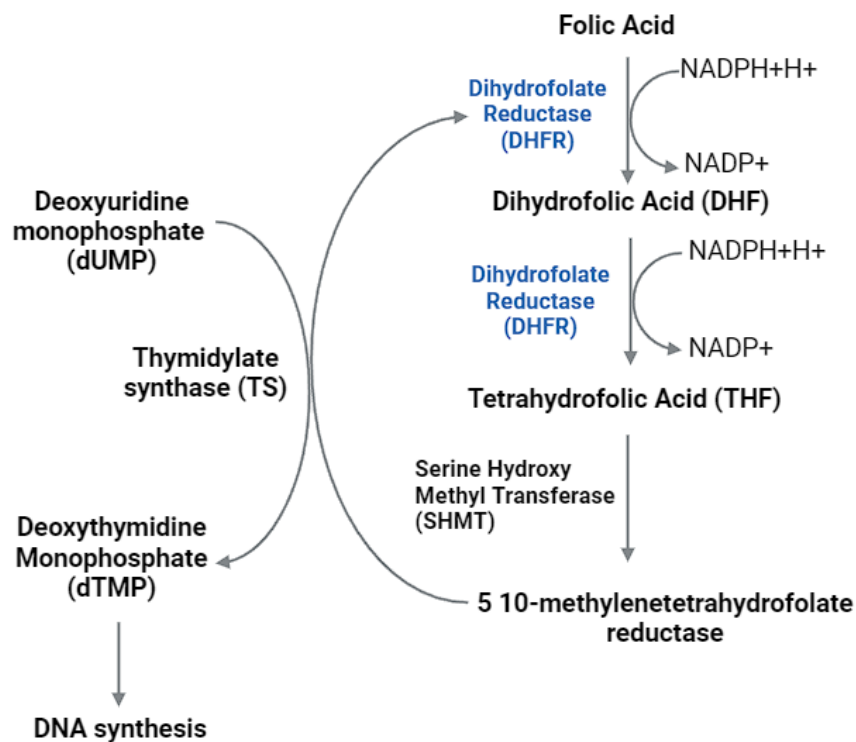 Folic Acid
NADPH+H+
Dihydrofolate
Reductase
(DHFR)
NADP+
Dihydrofolic Acid (DHF)
NADPH+H+
Dihydrofolate
Reductase
(DHFR)
NADP+
Tetrahydrofolic Acid (THF)
Serine Hydroxy
Methyl Transferase
(SHMT)
5 10-methylenetetrahydrofolate
reductase
Deoxyuridine
monophosphate
(dUMP)
Thymidylate
synthase (TS)
Deoxythymidine
Monophosphate
(dTMP)
DNA synthesis